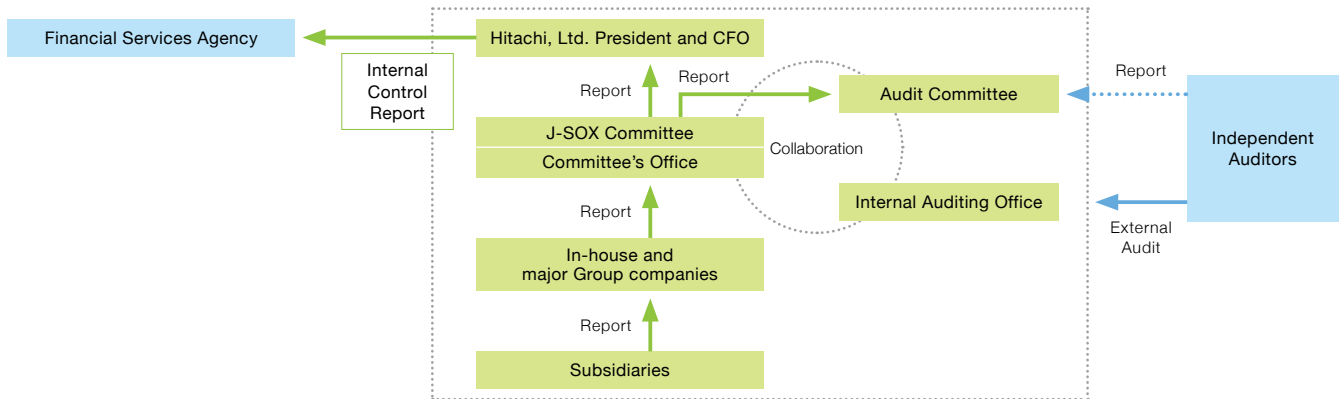 Financial Services Agency
Hitachi, Ltd. President and CFO
Internal
Control
Report
Report
Report
Audit Committee
Report
J-SOX Committee
Committee's Office
Collaboration
Independent
Auditors
Report
Internal Auditing Office
External
Audit
In-house and
major Group companies
Report
Subsidiaries